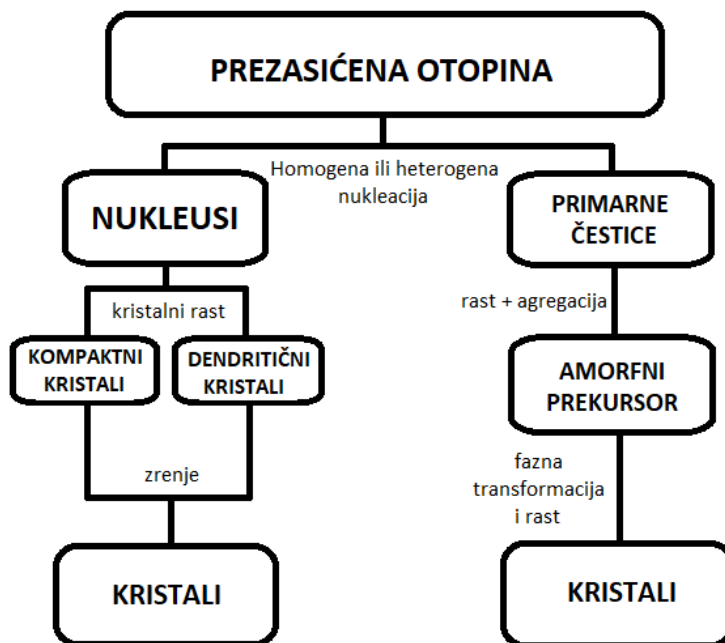 PREZASIĆENA OTOPINA
Homogena ili heterogena
nukleacija
NUKLEUSI
PRIMARNE
ČESTICE
kristalni rast
rast + agregacija
KOMPAKTNI
KRISTALI
DENDRITIČNI
KRISTALI
AMORFNI
PREKURSOR
zrenje
fazna
transformacija
i rast
KRISTALI
KRISTALI